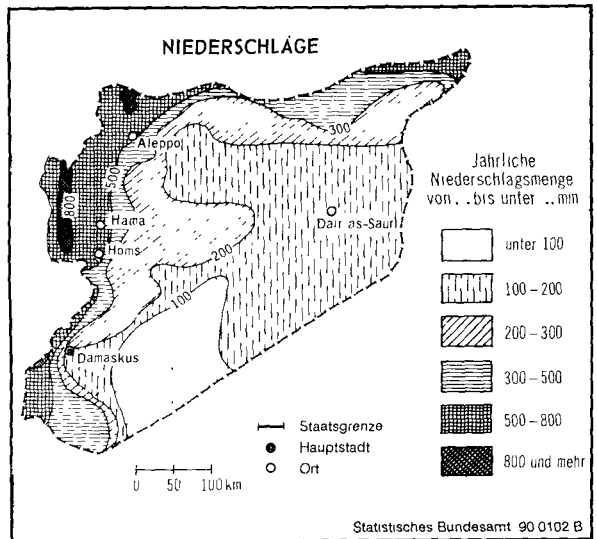 NIEDERSCHLÄGE
300
Aleppo
500
800
Hama
Homs
Dair as-Saur
200
100
Damaskus
Jährliche
Niederschlagsmenge
von . . bis unter . . mm
unter 100
100 – 200
200 – 300
300 – 500
500 – 800
800 und mehr
Staatsgrenze
Hauptstadt
Ort
0 50 100 km
Statistisches Bundesamt 90 0102 B